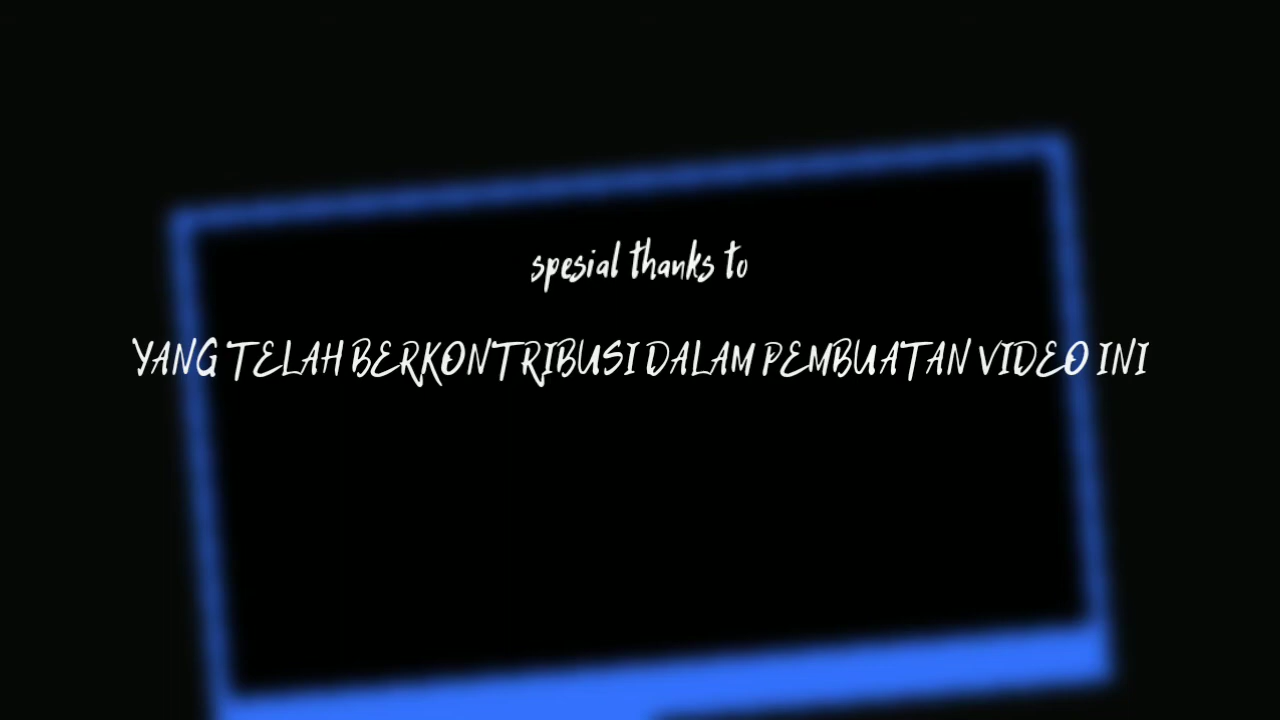 spesial thanks to
YANG TELAH BERKONTRIBUSI DALAM PEMBUATAN VIDEO INI